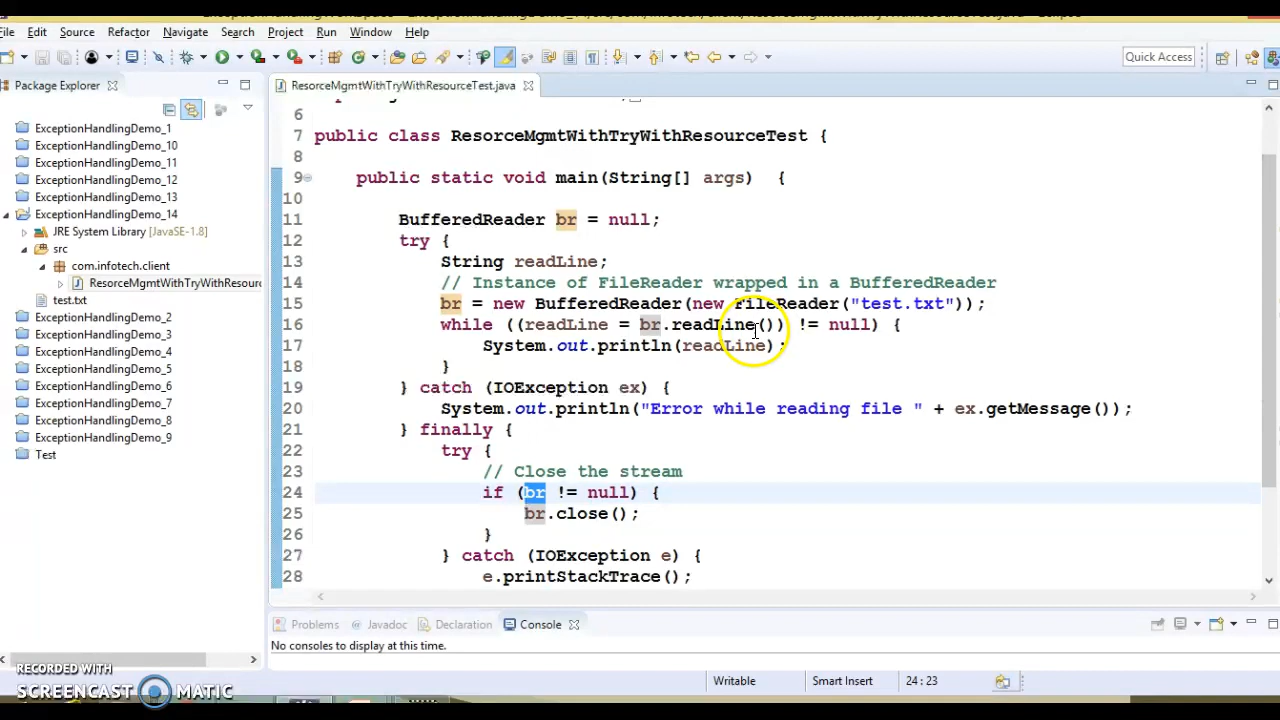 File Edit Source Refactor Navigate Search Project Run Window Help
Quick Access
Package Explorer
ResorceMgmtWithTryWithResourceTest.java
ExceptionHandlingDemo_1
ExceptionHandlingDemo_10
ExceptionHandlingDemo_11
ExceptionHandlingDemo_12
ExceptionHandlingDemo_13
ExceptionHandlingDemo_14
JRE System Library [JavaSE-1.8]
src
com.infotech.client
ResorceMgmtWithTryWithResourc
test.txt
ExceptionHandlingDemo_2
ExceptionHandlingDemo_3
ExceptionHandlingDemo_4
ExceptionHandlingDemo_5
ExceptionHandlingDemo_6
ExceptionHandlingDemo_7
ExceptionHandlingDemo_8
ExceptionHandlingDemo_9
Test
6
7 public class ResorceMgmtWithTryWithResourceTest {
8
9 public static void main(String[] args) {
10
11 BufferedReader br = null;
12 try {
13 String readLine;
14 // Instance of FileReader wrapped in a BufferedReader
15 br = new BufferedReader(new FileReader("test.txt"));
16 while ((readLine = br.readLine()) != null) {
17 System.out.println(readLine);
18 }
19 } catch (IOException ex) {
20 System.out.println("Error while reading file " + ex.getMessage());
21 } finally {
22 try {
23 // Close the stream
24 if (br != null) {
25 br.close();
26 }
27 } catch (IOException e) {
28 e.printStackTrace();
Problems Javadoc Declaration Console
No consoles to display at this time.
Writable Smart Insert 24 : 23
RECORDED WITH
SCREENCAST MATIC